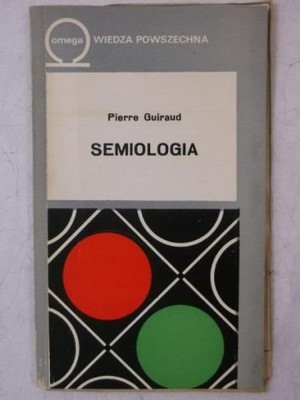 omega WIEDZA POWSZECHNA
Pierre Guiraud
SEMIOLOGIA